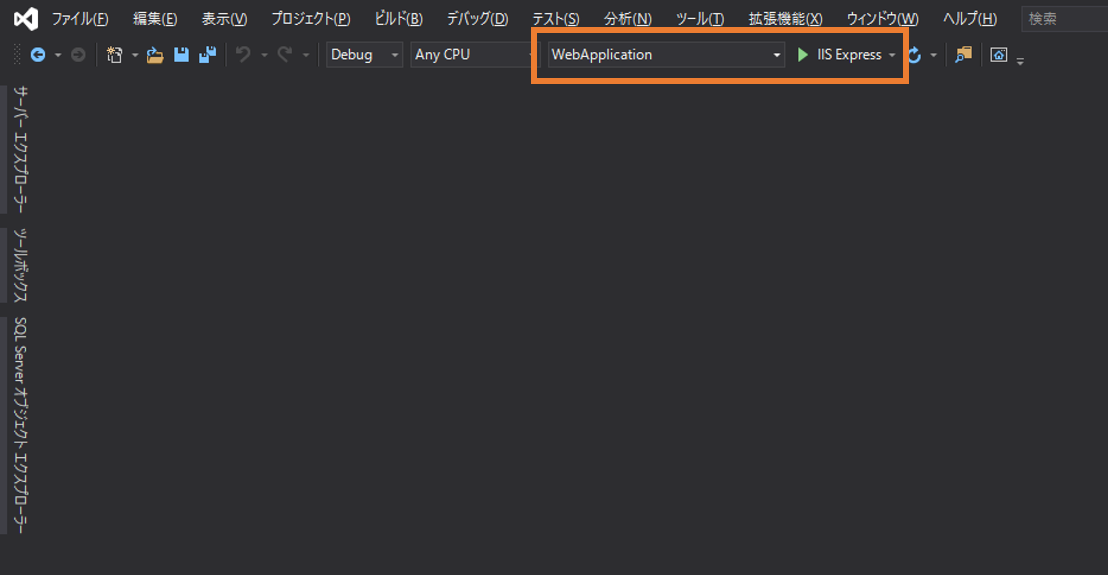 ファイル(F) 編集(E) 表示(V) プロジェクト(P) ビルド(B) デバッグ(D) テスト(S) 分析(N) ツール(T) 拡張機能(X) ウィンドウ(W) ヘルプ(H) 検索
Debug Any CPU WebApplication IIS Express
サーバー エクスプローラー
ツールボックス
SQL Server オブジェクト エクスプローラー